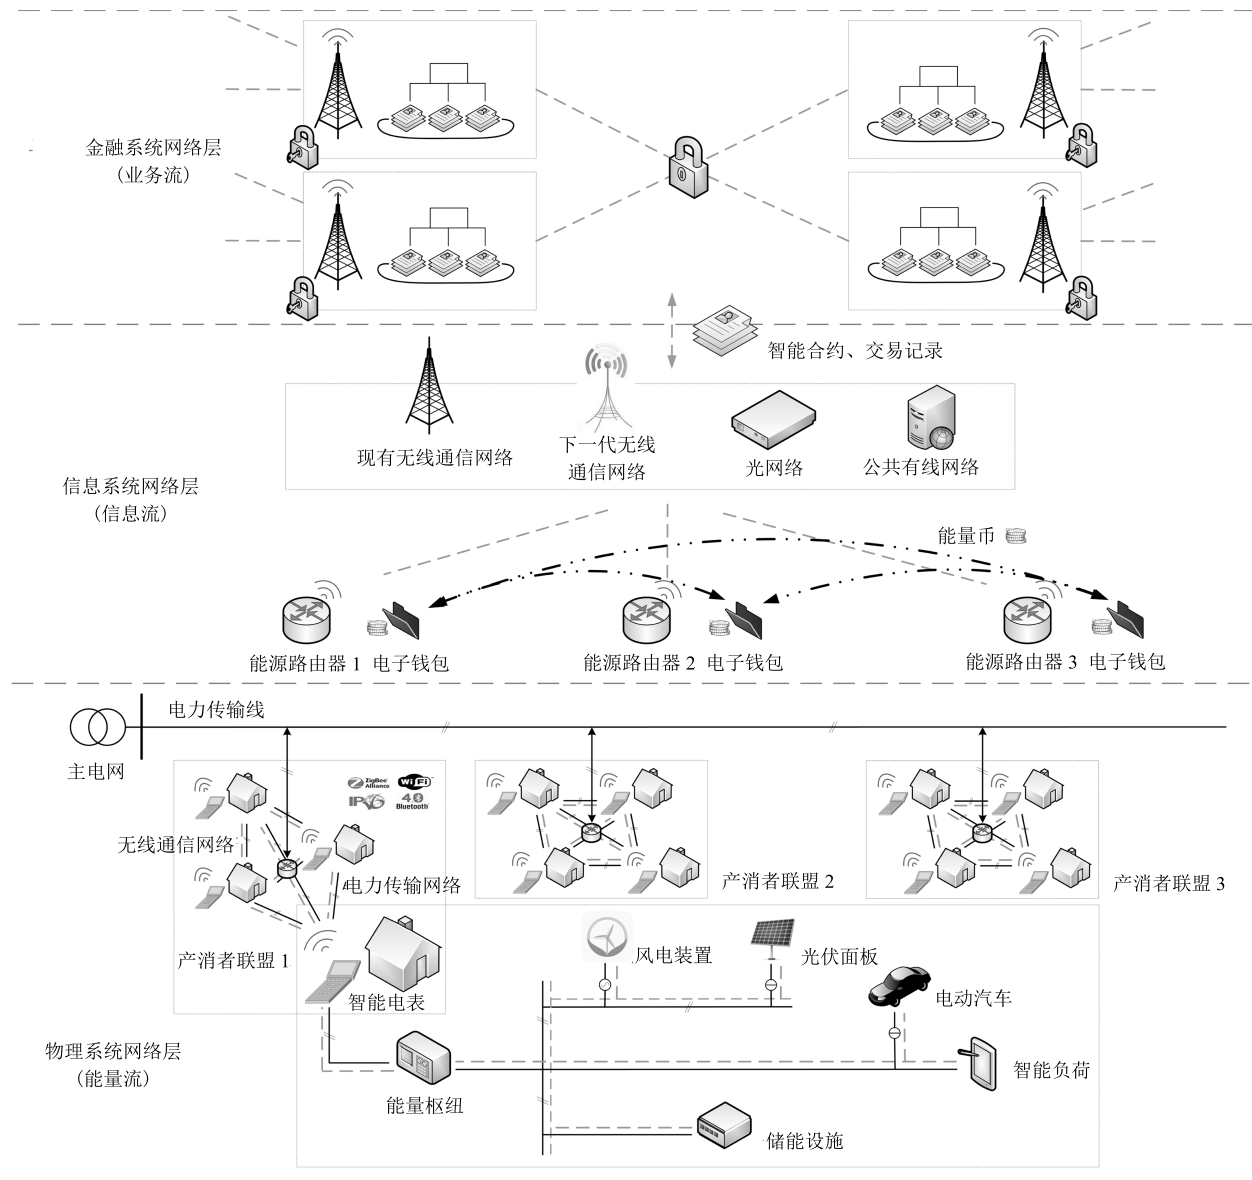 金融系统网络层
(业务流)
智能合约、交易记录
现有无线通信网络
下一代无线
通信网络
光网络
公共有线网络
信息系统网络层
(信息流)
能量币
能源路由器 1
电子钱包
能源路由器 2
电子钱包
能源路由器 3
电子钱包
电力传输线
主电网
ZigBee
Alliance
WiFi
IPv6
4
Bluetooth
无线通信网络
电力传输网络
产消者联盟 1
产消者联盟 2
产消者联盟 3
智能电表
风电装置
光伏面板
电动汽车
物理系统网络层
(能量流)
能量枢纽
智能负荷
储能设施